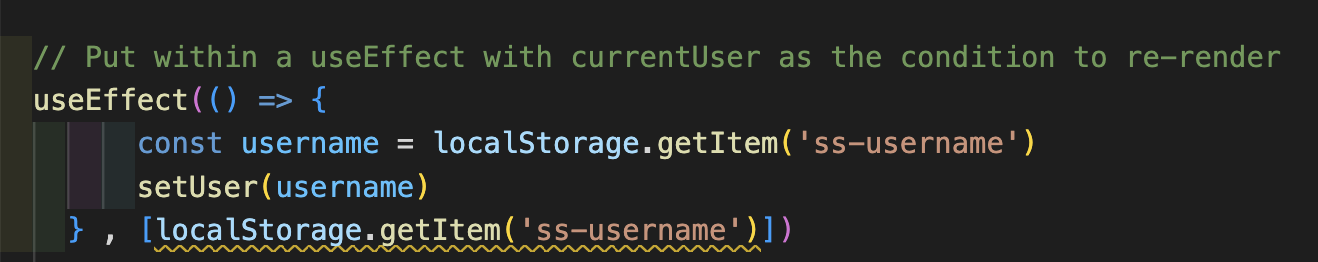 // Put within a useEffect with currentUser as the condition to re-render
useEffect(() => {
const username = localStorage.getItem('ss-username')
setUser(username)
} , [localStorage.getItem('ss-username')])